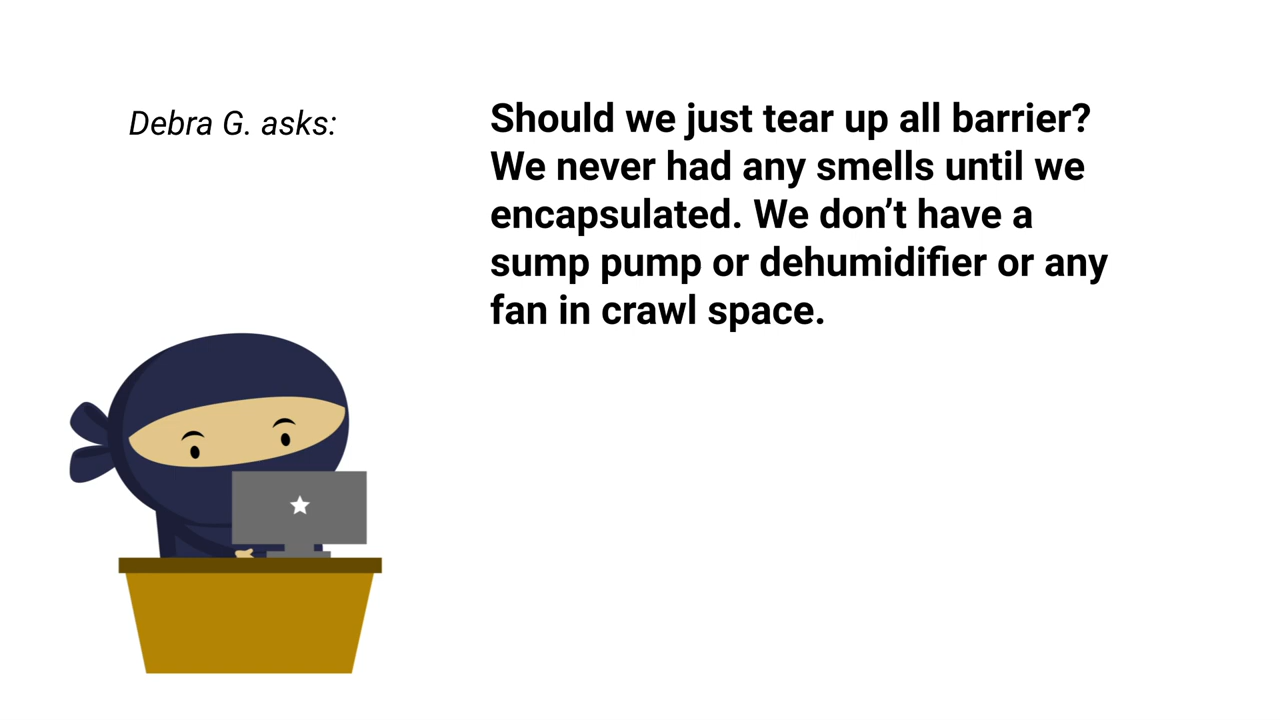 Debra G. asks:
Should we just tear up all barrier?
We never had any smells until we
encapsulated. We don’t have a
sump pump or dehumidifier or any
fan in crawl space.